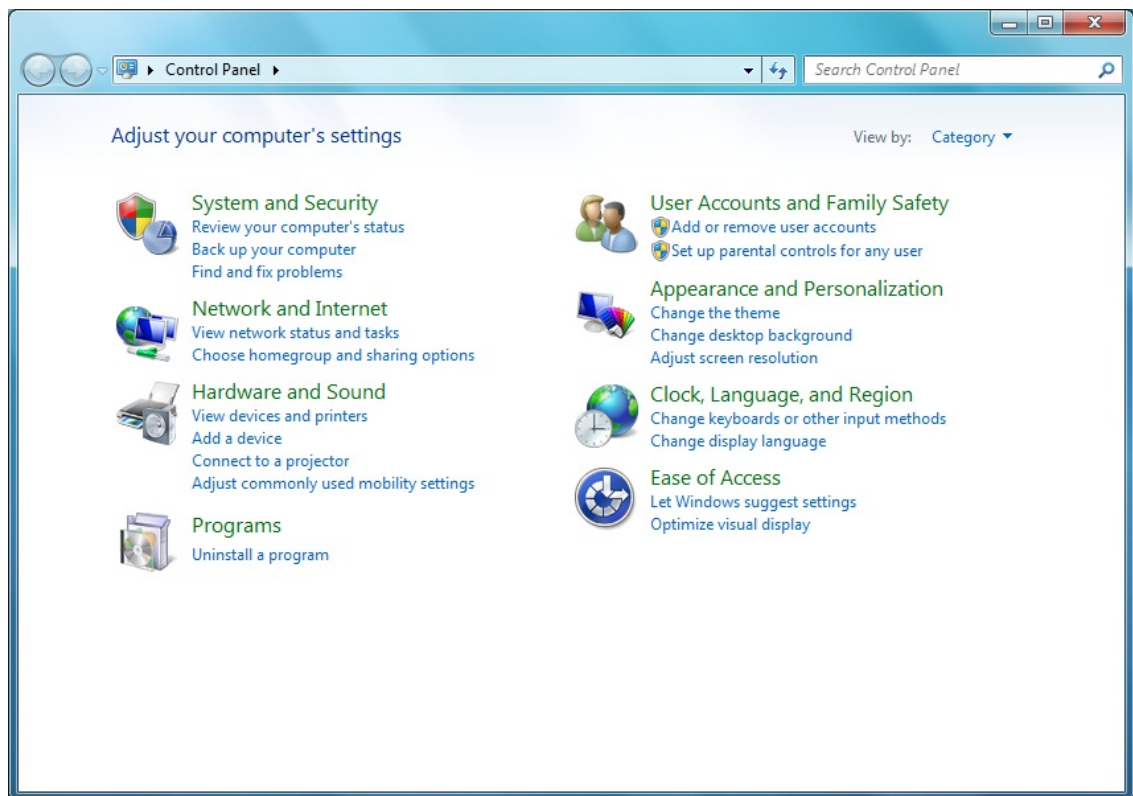 Control Panel
Search Control Panel
Adjust your computer's settings
View by: Category
System and Security
Review your computer's status
Back up your computer
Find and fix problems
Network and Internet
View network status and tasks
Choose homegroup and sharing options
Hardware and Sound
View devices and printers
Add a device
Connect to a projector
Adjust commonly used mobility settings
Programs
Uninstall a program
User Accounts and Family Safety
Add or remove user accounts
Set up parental controls for any user
Appearance and Personalization
Change the theme
Change desktop background
Adjust screen resolution
Clock, Language, and Region
Change keyboards or other input methods
Change display language
Ease of Access
Let Windows suggest settings
Optimize visual display